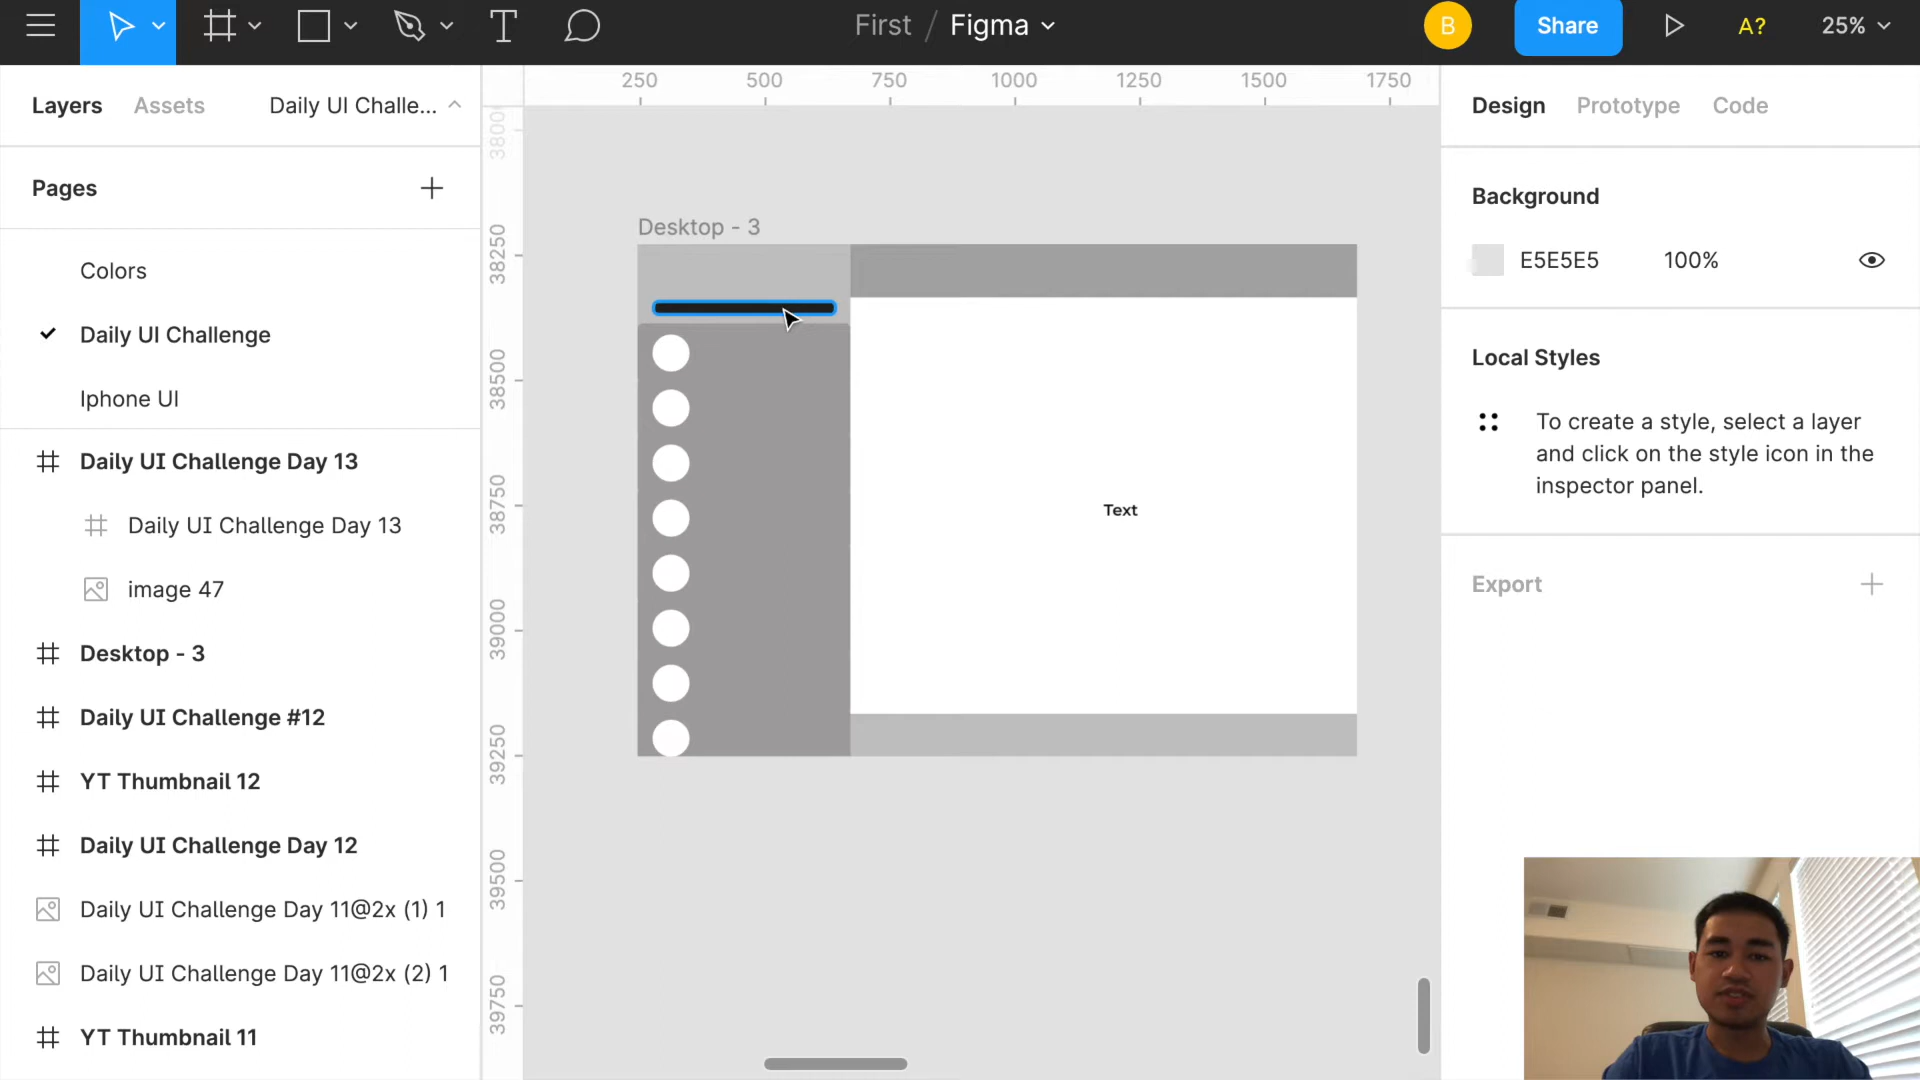 First / Figma
B
Share
A?
25%
Layers
Assets
Daily UI Challe...
250
500
750
1000
1250
1500
1750
Design
Prototype
Code
Pages
Colors
Daily UI Challenge
Iphone UI
Daily UI Challenge Day 13
Daily UI Challenge Day 13
image 47
Desktop - 3
Daily UI Challenge #12
YT Thumbnail 12
Daily UI Challenge Day 12
Daily UI Challenge Day 11@2x (1) 1
Daily UI Challenge Day 11@2x (2) 1
YT Thumbnail 11
3800
38250
38500
38750
39000
39250
39500
39750
Desktop - 3
Text
Background
E5E5E5
100%
Local Styles
To create a style, select a layer
and click on the style icon in the
inspector panel.
Export